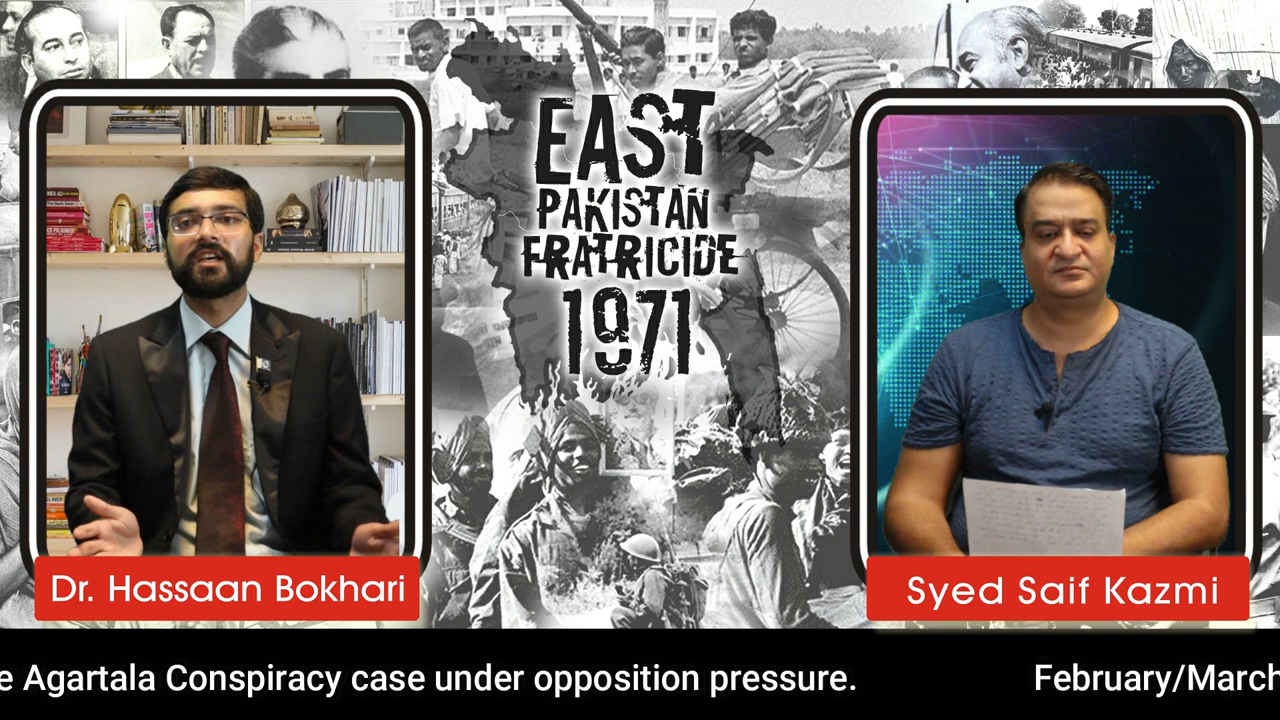 EAST
PAKISTAN
FRATRICIDE
1971
Dr. Hassaan Bokhari
Syed Saif Kazmi
e Agartala Conspiracy case under opposition pressure.
February/March